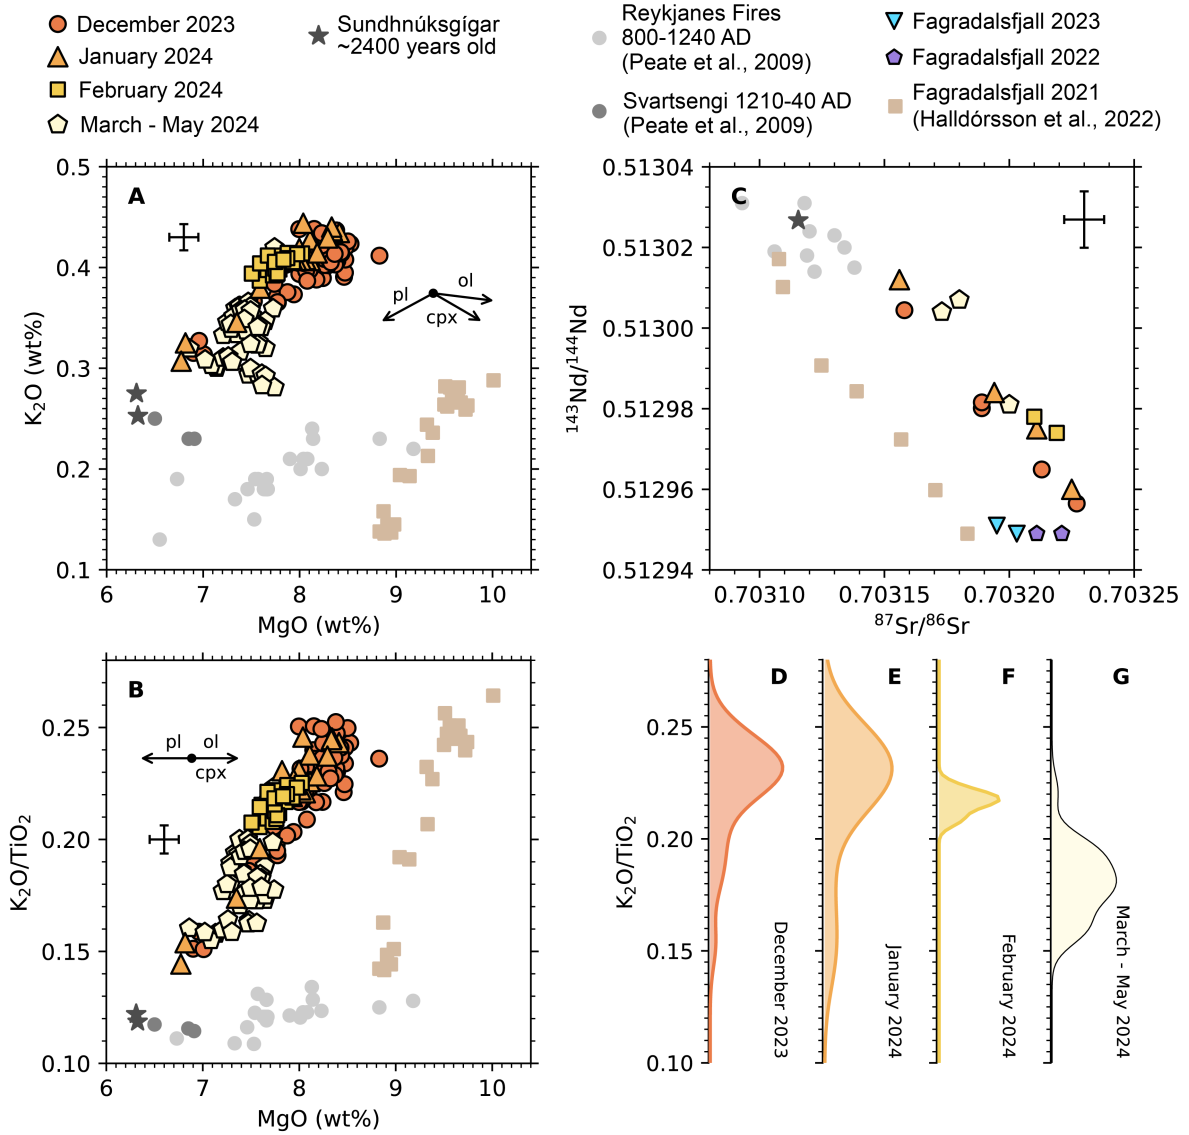 December 2023
January 2024
February 2024
March - May 2024
Sundhnúksgígar
~2400 years old
Reykjanes Fires
800-1240 AD
(Peate et al., 2009)
Svartsengi 1210-40 AD
(Peate et al., 2009)
Fagradalsfjall 2023
Fagradalsfjall 2022
Fagradalsfjall 2021
(Halldórsson et al., 2022)
A
0.5
0.4
0.3
0.2
0.1
K2O (wt%)
pl
ol
cpx
6
7
8
9
10
MgO (wt%)
C
0.51304
0.51302
0.51300
0.51298
0.51296
0.51294
143Nd/144Nd
0.70310
0.70315
0.70320
0.70325
87Sr/86Sr
B
0.25
0.20
0.15
0.10
K2O/TiO2
pl
ol
cpx
6
7
8
9
10
MgO (wt%)
D
E
F
G
0.25
0.20
0.15
0.10
K2O/TiO2
December 2023
January 2024
February 2024
March - May 2024